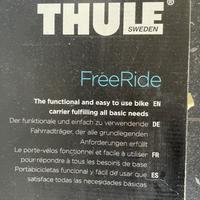 THULE
SWEDEN
FreeRide
The functional and easy to use bike EN
carrier fulfilling all basic needs
Der funktionale und einfach zu verwendende DE
Fahrradträger, der alle grundlegenden
Anforderungen erfüllt
Le porte-vélos fonctionnel et facile à utiliser FR
pour répondre à tous les besoins de base
Portabicicletas funcional y fácil de usar que ES
satisface todas las necesidades básicas